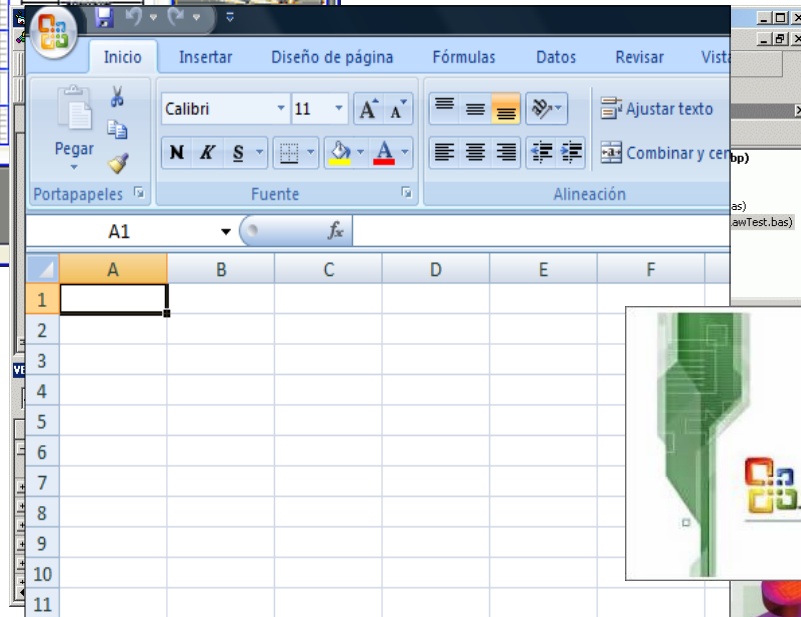 Inicio Insertar Diseño de página Fórmulas Datos Revisar Vista
Calibri 11 A A Ajustar texto
Pegar N K S A Combinar y cen
Portapapeles Fuente Alineación
bp)
as)
awTest.bas)
A1 fx
A B C D E F
1
2
3
4
5
6
7
8
9
10
11